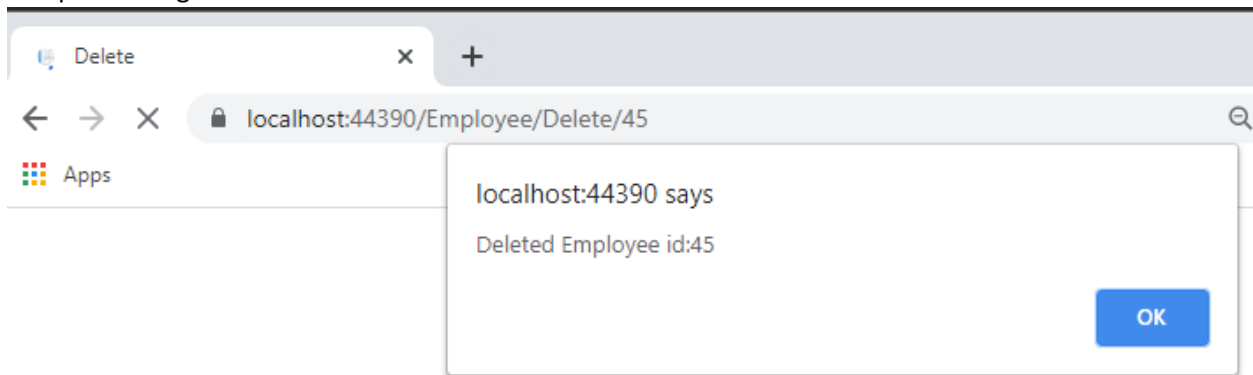 Delete
localhost:44390/Employee/Delete/45
Apps
localhost:44390 says
Deleted Employee id:45
OK